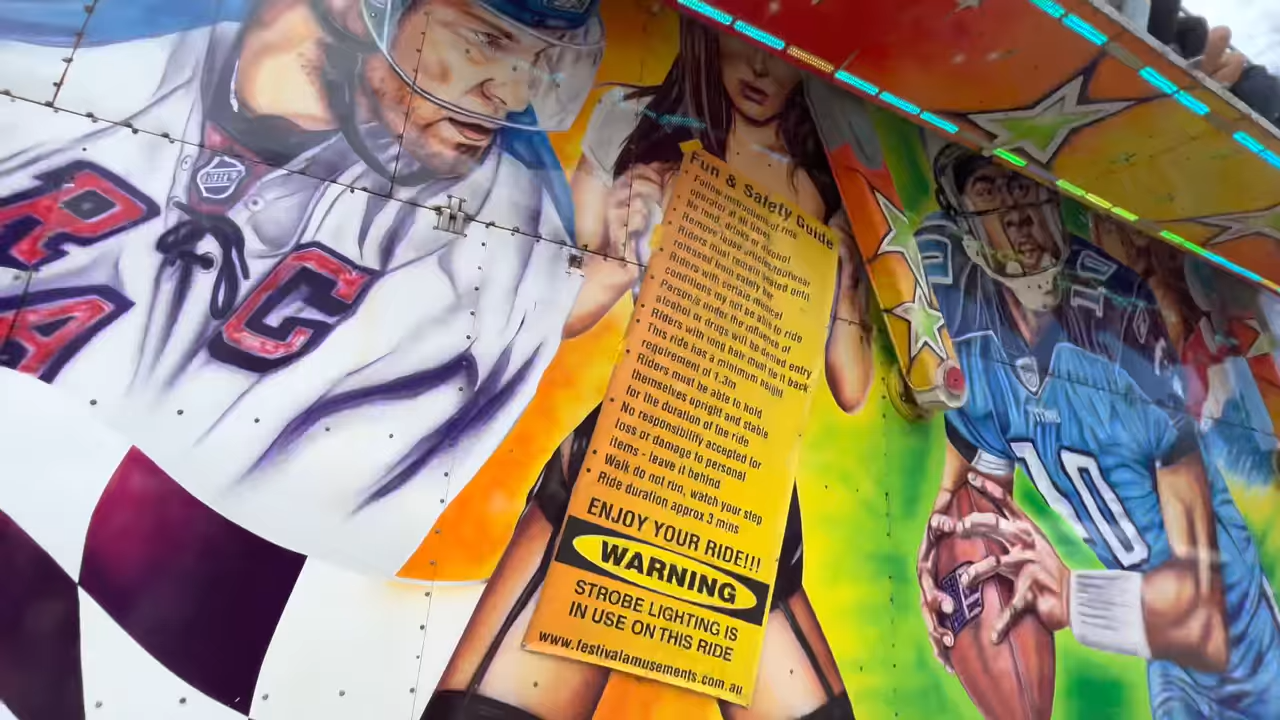 R
A
C
Fun & Safety Guide
Follow instructions of ride
operator at all times
No food, drinks or alcohol
Remove loose articles/footwear
Riders must remain seated until
released from safety bar
Riders with certain medical
conditions my not be able to ride
Person/s under the influence of
alcohol or drugs will be denied entry
Riders with long hair must tie it back
This ride has a minimum height
requirement of 1.3m
Riders must be able to hold
themselves upright and stable
for the duration of the ride
No responsibility accepted for
loss or damage to personal
items - leave it behind
Walk do not run, watch your step
Ride duration approx 3 mins
ENJOY YOUR RIDE!!!
WARNING
STROBE LIGHTING IS
IN USE ON THIS RIDE
www.festivalamusements.com.au
10
10